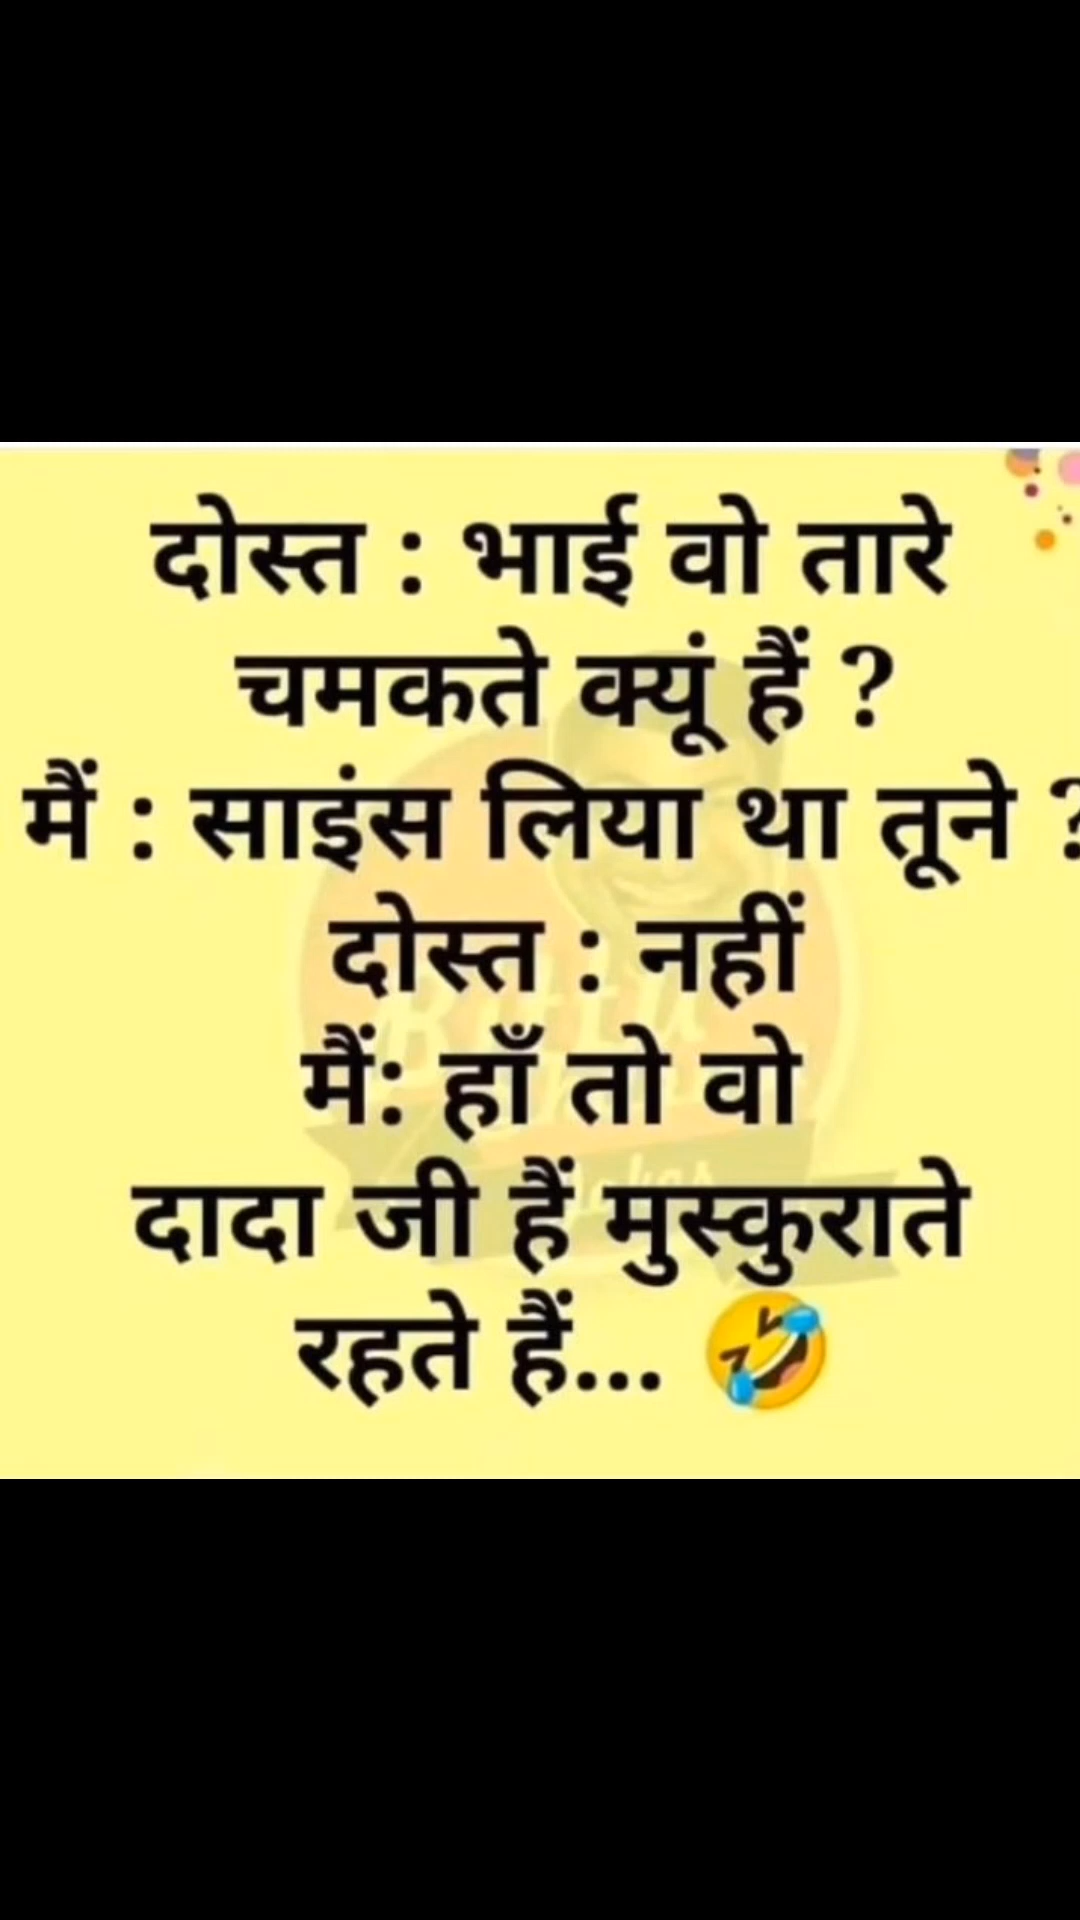 दोस्त : भाई वो तारे
चमकते क्यूं हैं ?
मैं : साइंस लिया था तूने ?
दोस्त : नहीं
मैं: हाँ तो वो
दादा जी हैं मुस्कुराते
रहते हैं... 🤣